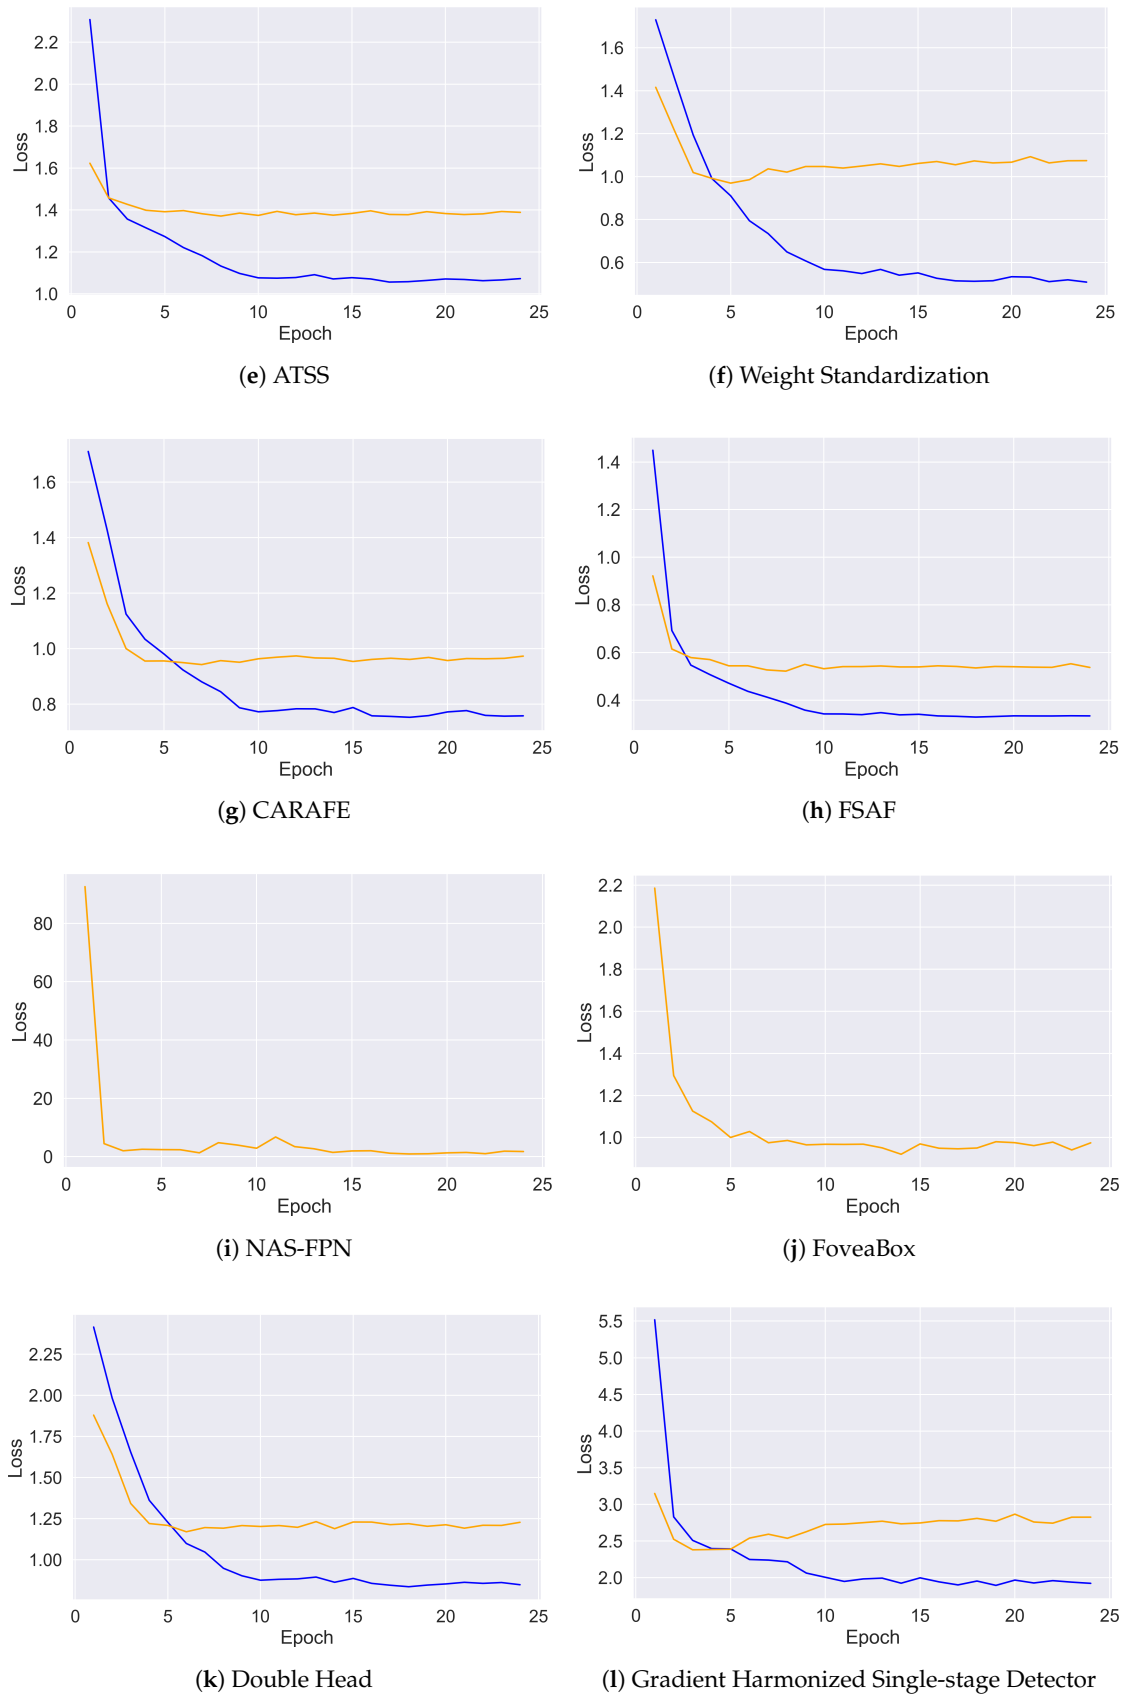 2.2
2.0
1.8
1.6
1.4
1.2
1.0
Loss
0 5 10 15 20 25
Epoch
(e) ATSS
1.6
1.4
1.2
1.0
0.8
0.6
Loss
0 5 10 15 20 25
Epoch
(f) Weight Standardization
1.6
1.4
1.2
1.0
0.8
Loss
0 5 10 15 20 25
Epoch
(g) CARAFE
1.4
1.2
1.0
0.8
0.6
0.4
Loss
0 5 10 15 20 25
Epoch
(h) FSAF
80
60
40
20
0
Loss
0 5 10 15 20 25
Epoch
(i) NAS-FPN
2.2
2.0
1.8
1.6
1.4
1.2
1.0
Loss
0 5 10 15 20 25
Epoch
(j) FoveaBox
2.25
2.00
1.75
1.50
1.25
1.00
Loss
0 5 10 15 20 25
Epoch
(k) Double Head
5.5
5.0
4.5
4.0
3.5
3.0
2.5
2.0
Loss
0 5 10 15 20 25
Epoch
(l) Gradient Harmonized Single-stage Detector